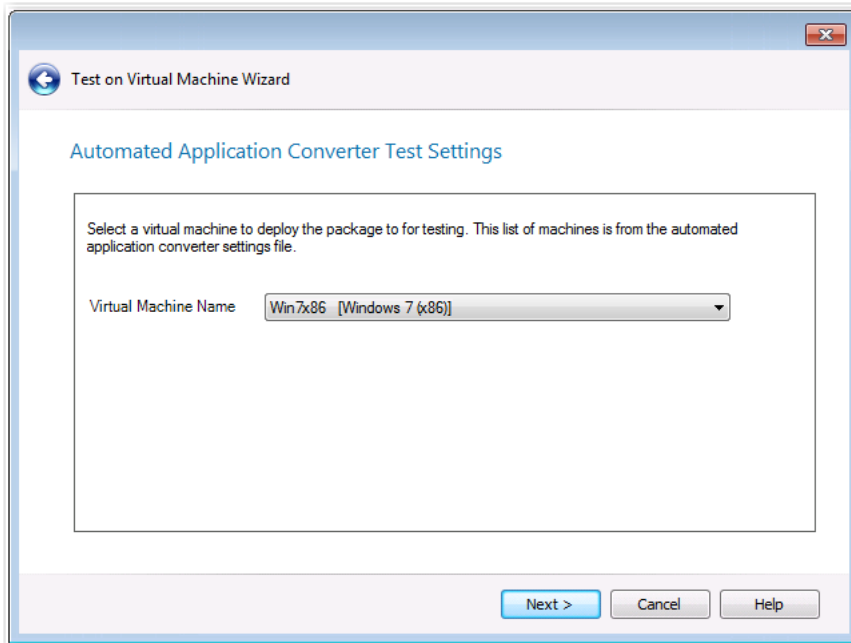 Test on Virtual Machine Wizard
Automated Application Converter Test Settings
Select a virtual machine to deploy the package to for testing. This list of machines is from the automated
application converter settings file.
Virtual Machine Name
Win7x86 [Windows 7 (x86)]
Next >
Cancel
Help